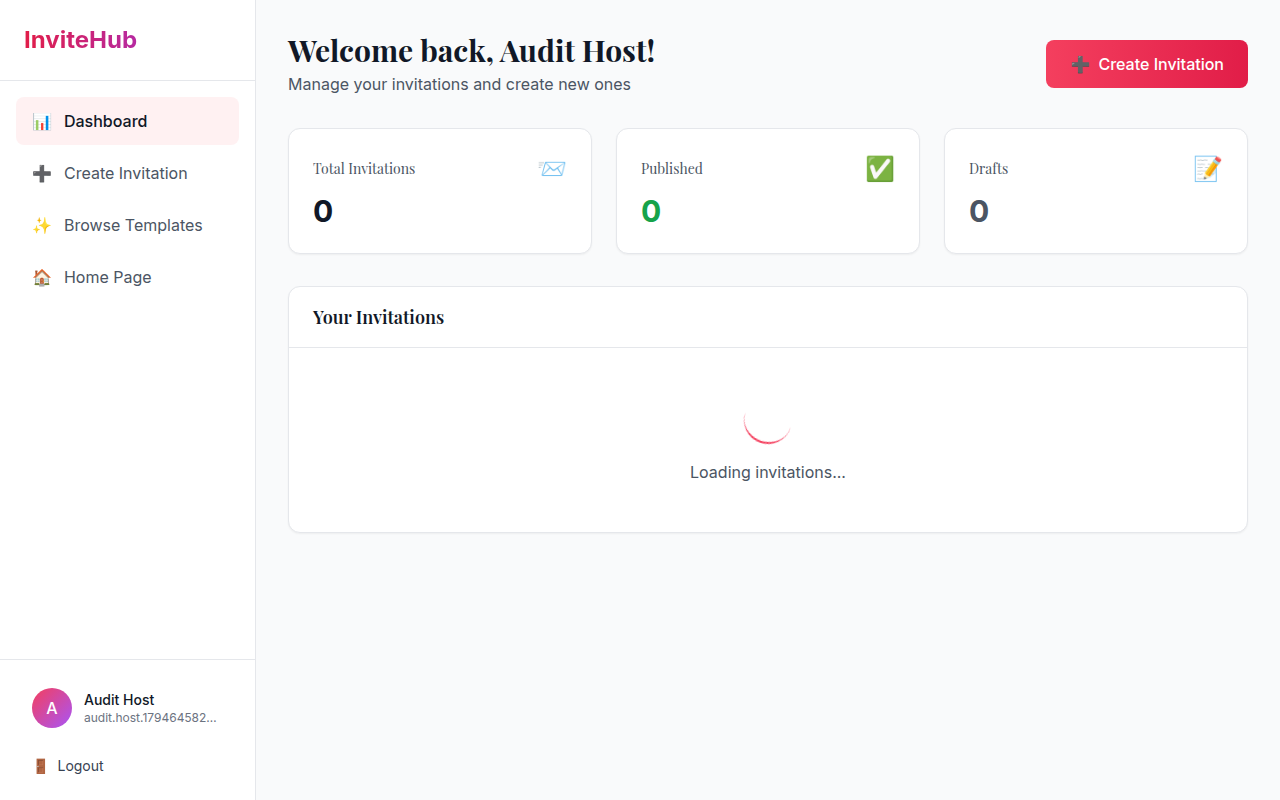 InviteHub
Dashboard
Create Invitation
Browse Templates
Home Page
Audit Host
A
audit.host.179464582...
Logout
Welcome back, Audit Host!
Manage your invitations and create new ones
Create Invitation
Total Invitations
0
Published
0
Drafts
0
Your Invitations
Loading invitations...